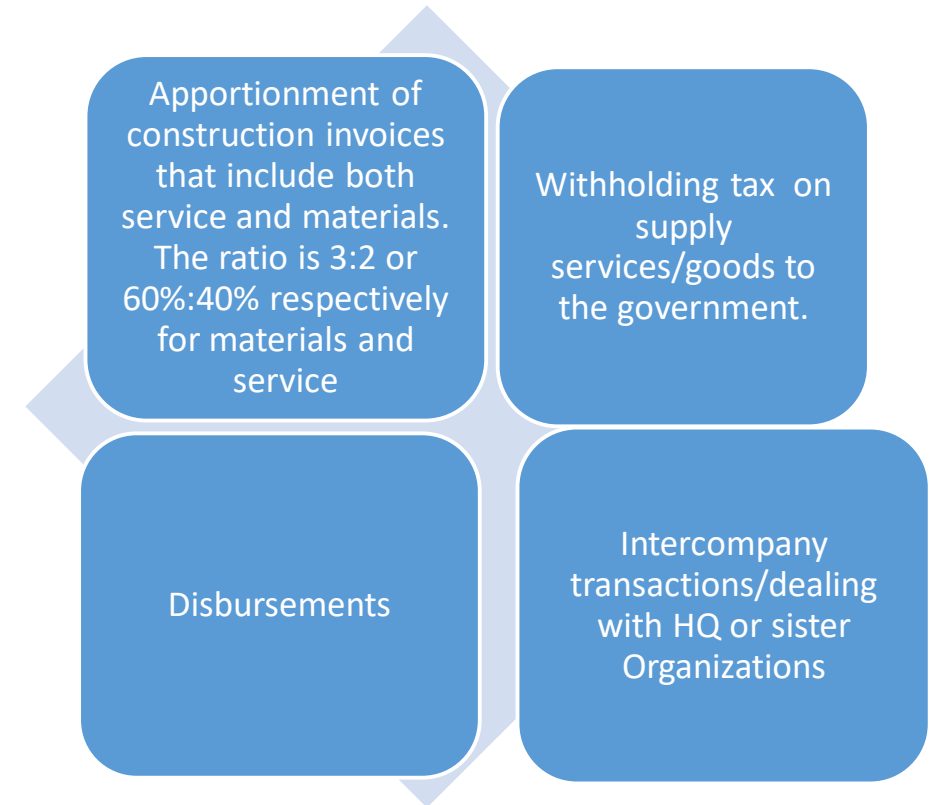 Apportionment of
construction invoices
that include both
service and materials.
The ratio is 3:2 or
60%:40% respectively
for materials and
service
Withholding tax on
supply
services/goods to
the government.
Disbursements
Intercompany
transactions/dealing
with HQ or sister
Organizations